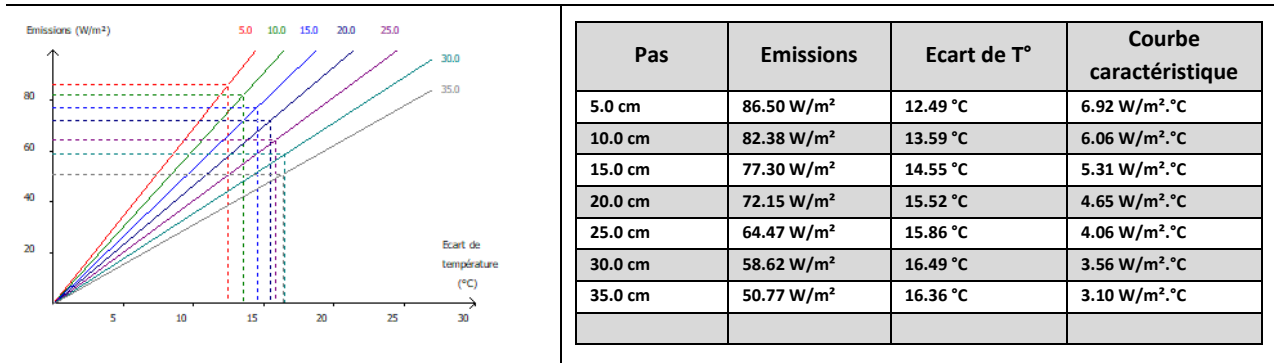 Emissions (W/m²)
5.0 10.0 15.0 20.0 25.0
30.0
35.0
80
60
40
20
Ecart de
température
(°C)
5 10 15 20 25 30
Pas Emissions Ecart de T° Courbe caractéristique
5.0 cm 86.50 W/m² 12.49 °C 6.92 W/m².°C
10.0 cm 82.38 W/m² 13.59 °C 6.06 W/m².°C
15.0 cm 77.30 W/m² 14.55 °C 5.31 W/m².°C
20.0 cm 72.15 W/m² 15.52 °C 4.65 W/m².°C
25.0 cm 64.47 W/m² 15.86 °C 4.06 W/m².°C
30.0 cm 58.62 W/m² 16.49 °C 3.56 W/m².°C
35.0 cm 50.77 W/m² 16.36 °C 3.10 W/m².°C